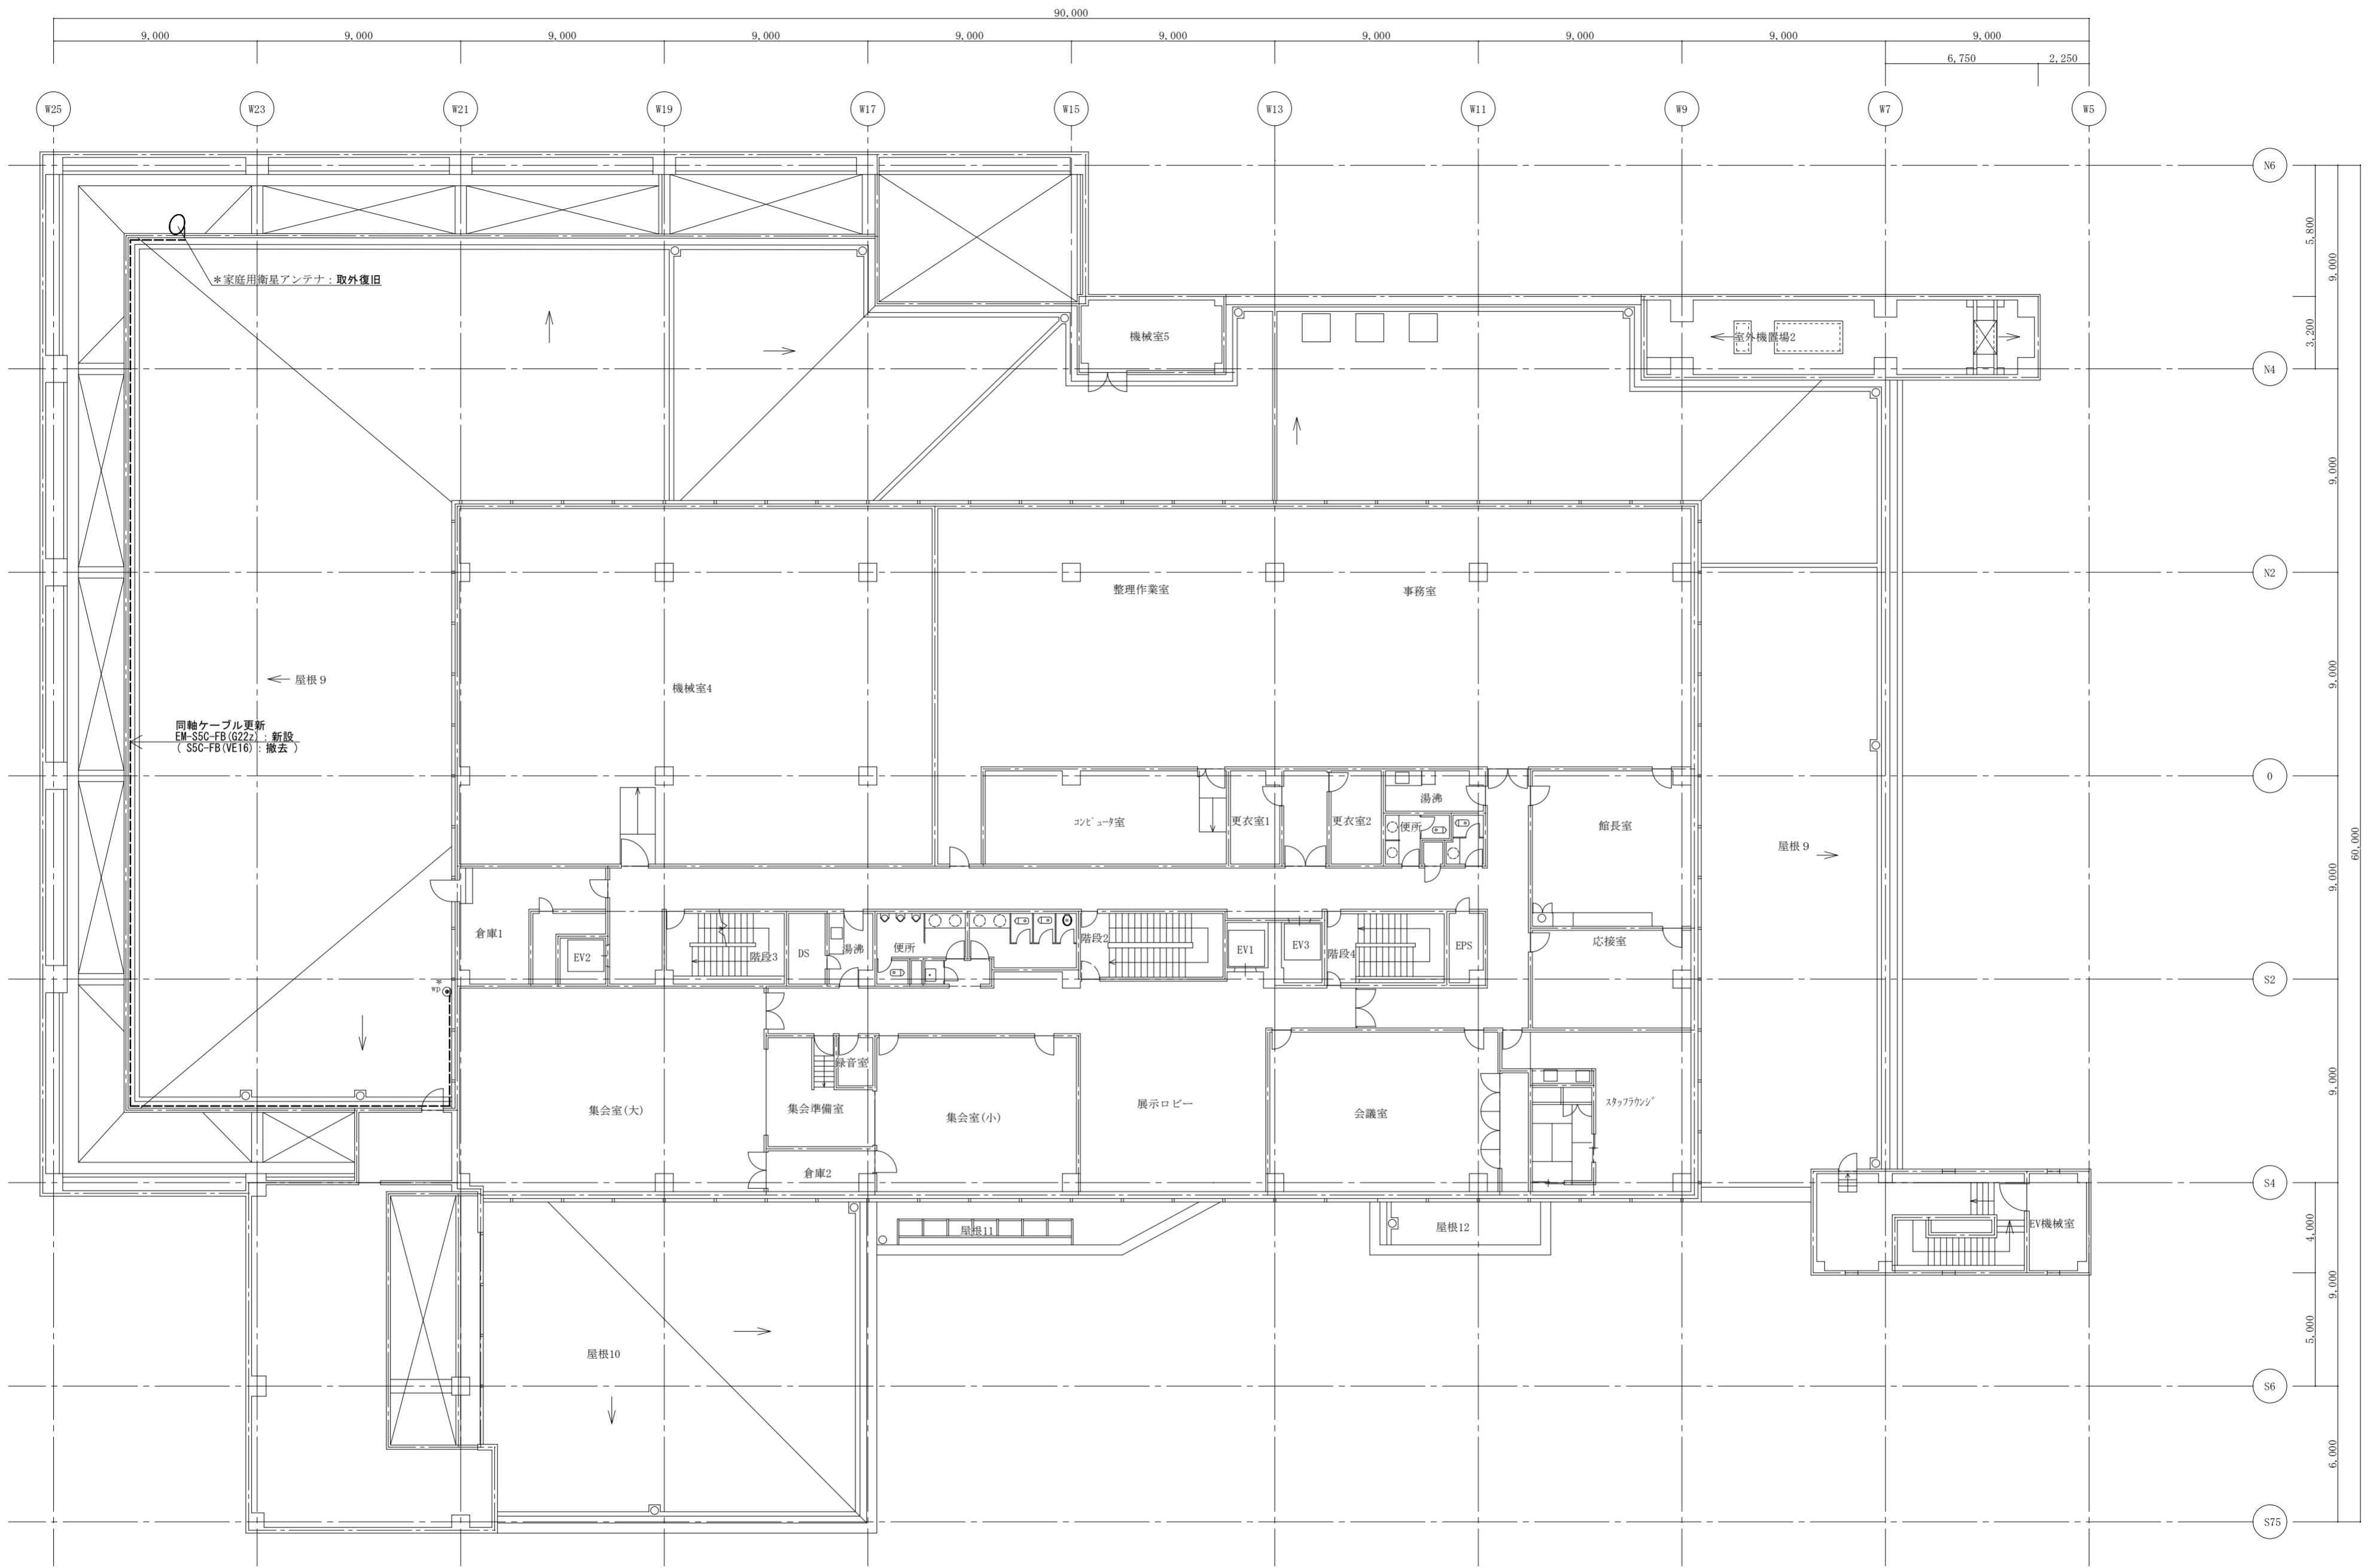 90,000
9,000 9,000 9,000 9,000 9,000 9,000 9,000 9,000 9,000 9,000
6,750 2,250
W25 W23 W21 W19 W17 W15 W13 W11 W9 W7 W5
N6
5,800
9,000
*家庭用衛星アンテナ:取外復旧
機械室5
室外機置場2
3,200
N4
9,000
N2
整理作業室
事務室
屋根9
機械室4
9,000
同軸ケーブル更新
EM-S5C-FB(G22z):新設
( S5C-FB(VE16):撤去 )
0
湯沸
コンピュータ室
更衣室1
更衣室2
便所
館長室
屋根9
60,000
9,000
倉庫1
EV2
階段3
DS
湯沸
便所
階段2
EV1
EV3
階段4
EPS
応接室
*
wp
S2
録音室
集会室(大)
集会準備室
集会室(小)
展示ロビー
会議室
スタッフラウンジ
9,000
倉庫2
S4
屋根11
屋根12
EV機械室
4,000
9,000
屋根10
5,000
S6
6,000
S75